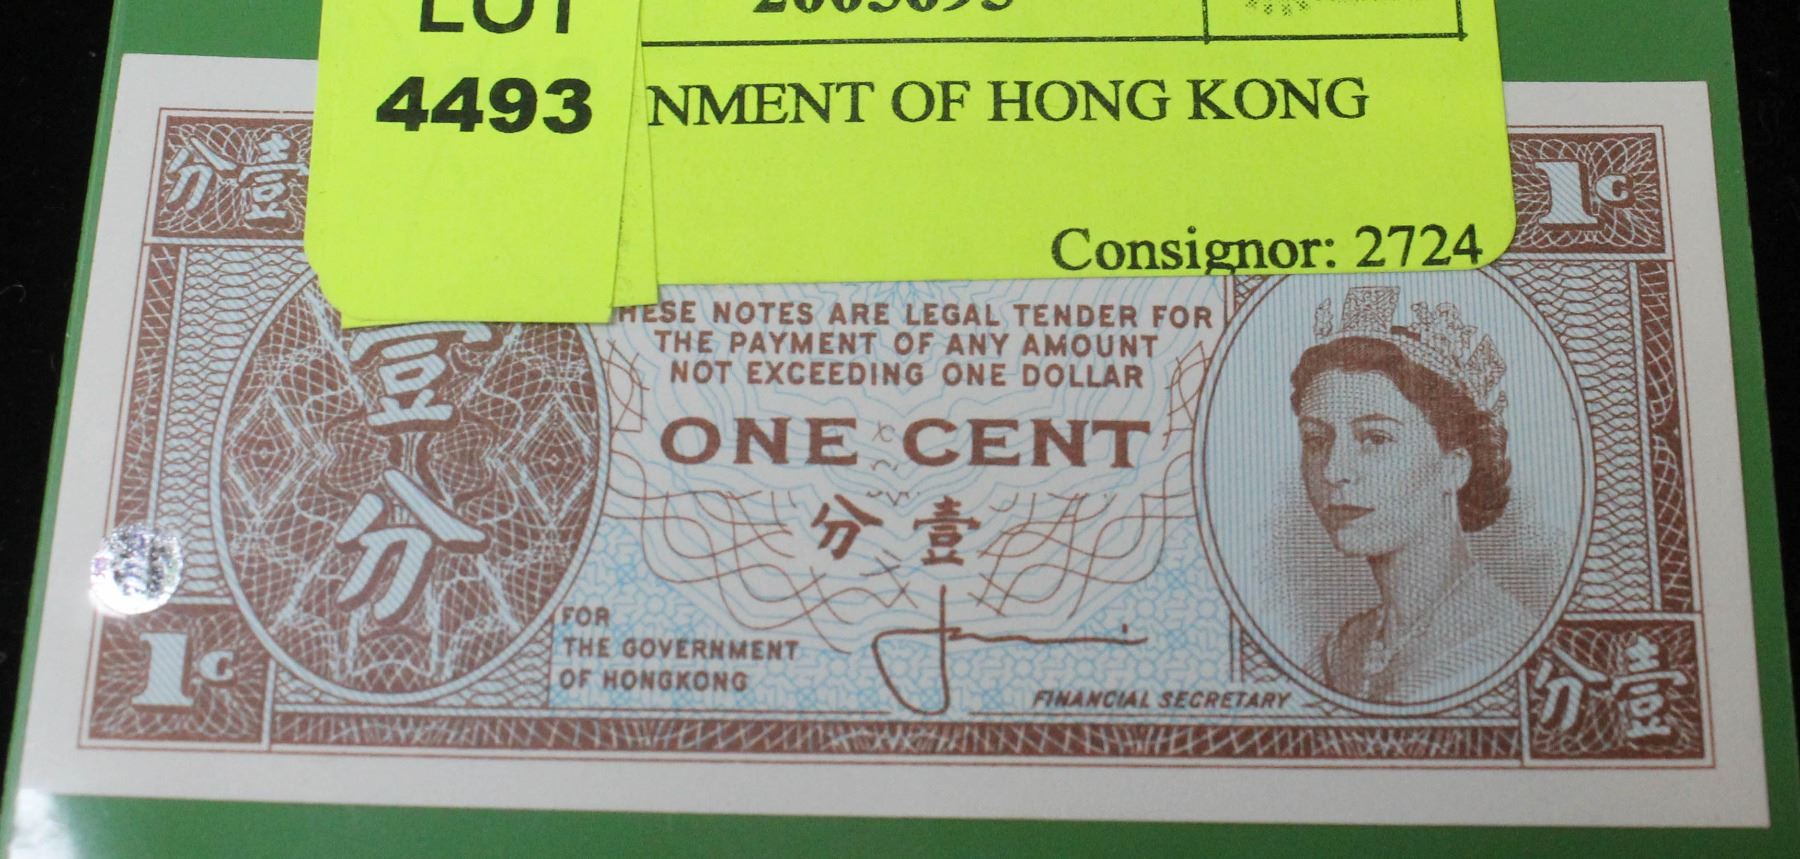 LOT
4493
NMENT OF HONG KONG
Consignor: 2724
分壹
1C
HESE NOTES ARE LEGAL TENDER FOR
THE PAYMENT OF ANY AMOUNT
NOT EXCEEDING ONE DOLLAR
壹
分
ONE CENT
分壹
FOR
THE GOVERNMENT
OF HONGKONG
FINANCIAL SECRETARY
1C
分壹